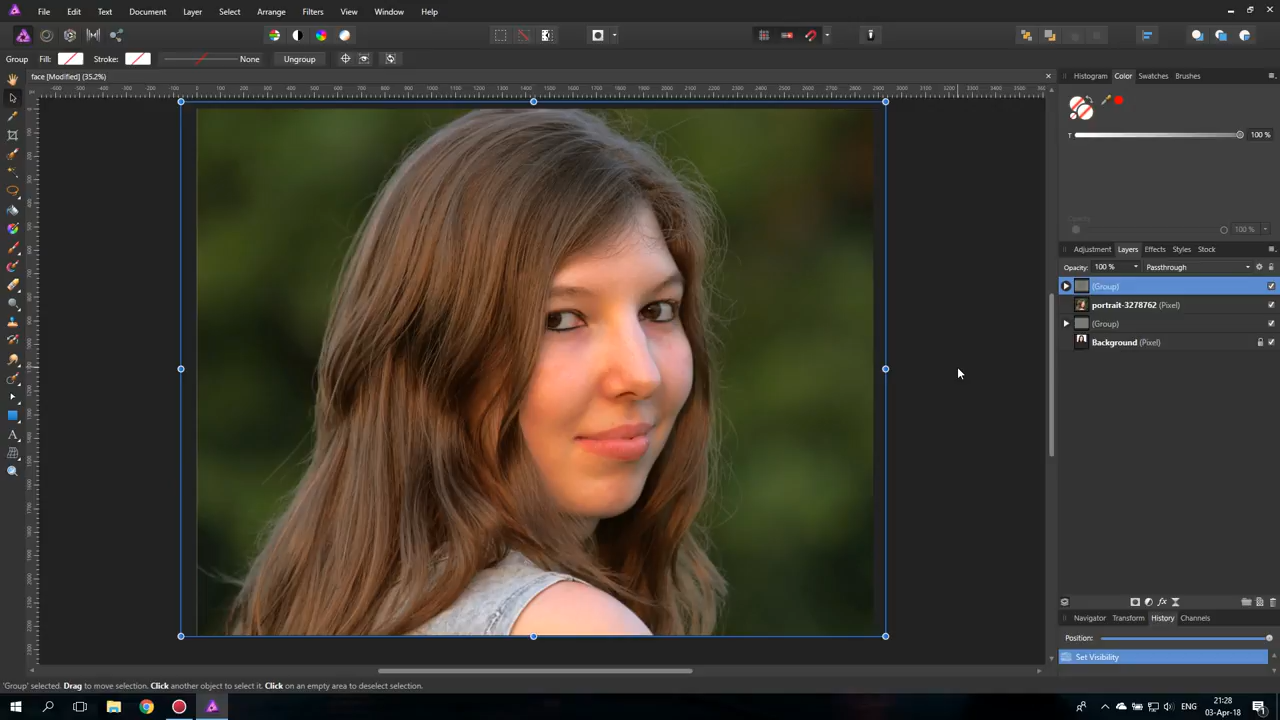 File Edit Text Document Layer Select Arrange Filters View Window Help
Group Fill: Stroke: None Ungroup
face [Modified] (35.2%)
Histogram Color Swatches Brushes
100 %
Opacity 100 %
Adjustment Layers Effects Styles Stock
Opacity: 100 % Passthrough
(Group)
portrait-3278762 (Pixel)
(Group)
Background (Pixel)
Navigator Transform History Channels
Position:
Set Visibility
'Group' selected. Drag to move selection. Click another object to select it. Click on an empty area to deselect selection.
ENG
21:28
03-Apr-18